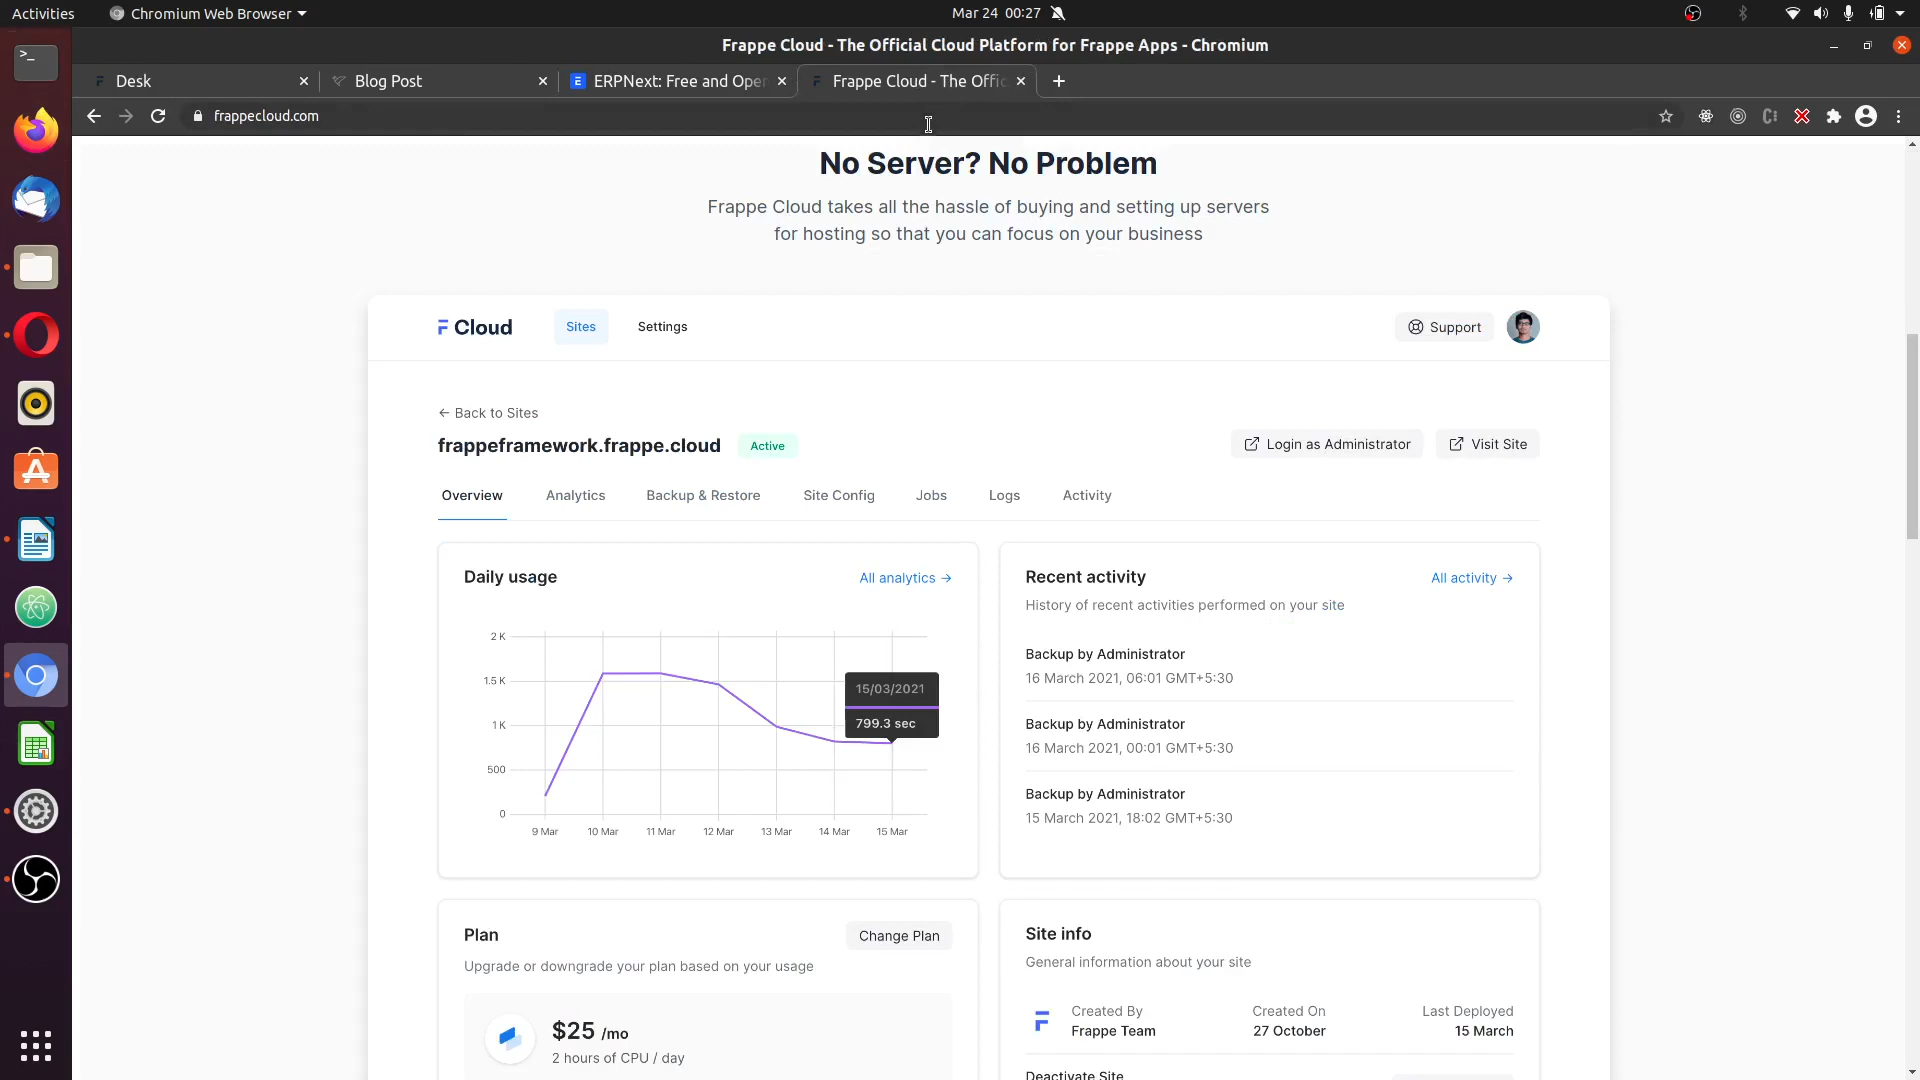 Activities
Chromium Web Browser
Mar 24 00:27
Frappe Cloud - The Official Cloud Platform for Frappe Apps - Chromium
Desk
Blog Post
ERPNext: Free and Oper
Frappe Cloud - The Offic
frappecloud.com
No Server? No Problem
Frappe Cloud takes all the hassle of buying and setting up servers
for hosting so that you can focus on your business
Cloud
Sites
Settings
Support
← Back to Sites
frappeframework.frappe.cloud
Active
Login as Administrator
Visit Site
Overview
Analytics
Backup & Restore
Site Config
Jobs
Logs
Activity
Daily usage
All analytics →
2 K
1.5 K
1 K
500
0
15/03/2021
799.3 sec
9 Mar
10 Mar
11 Mar
12 Mar
13 Mar
14 Mar
15 Mar
Recent activity
All activity →
History of recent activities performed on your site
Backup by Administrator
16 March 2021, 06:01 GMT+5:30
Backup by Administrator
16 March 2021, 00:01 GMT+5:30
Backup by Administrator
15 March 2021, 18:02 GMT+5:30
Plan
Change Plan
Upgrade or downgrade your plan based on your usage
$25 /mo
2 hours of CPU / day
Site info
General information about your site
Created By
Frappe Team
Created On
27 October
Last Deployed
15 March
Deactivate Site